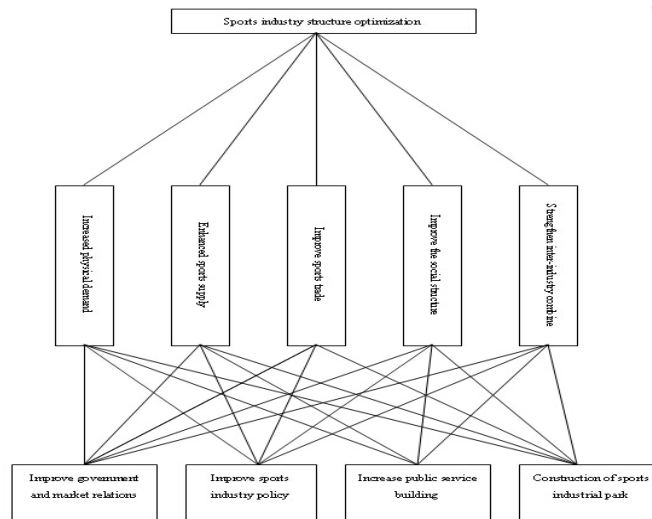 Sports industry structure optimization
Increased physical demand
Enhanced sports supply
Improve sports trade
Improve the social structure
Strengthen inter-industry combine
Improve government
and market relations
Improve sports
industry policy
Increase public service
building
Construction of sports
industrial park